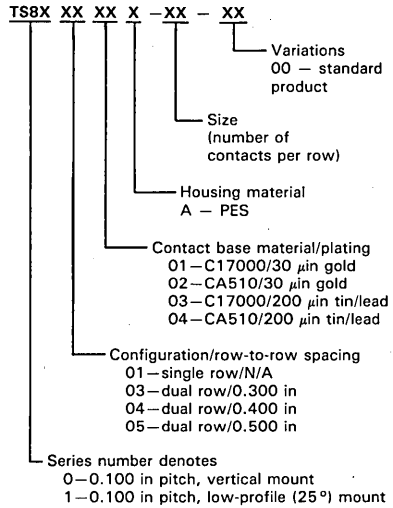 TS8X XX XX X -XX - XX
Variations
00 — standard
product
Size
(number of
contacts per row)
Housing material
A — PES
Contact base material/plating
01—C17000/30 μin gold
02—CA510/30 μin gold
03—C17000/200 μin tin/lead
04—CA510/200 μin tin/lead
Configuration/row-to-row spacing
01—single row/N/A
03—dual row/0.300 in
04—dual row/0.400 in
05—dual row/0.500 in
Series number denotes
0—0.100 in pitch, vertical mount
1—0.100 in pitch, low-profile (25°) mount